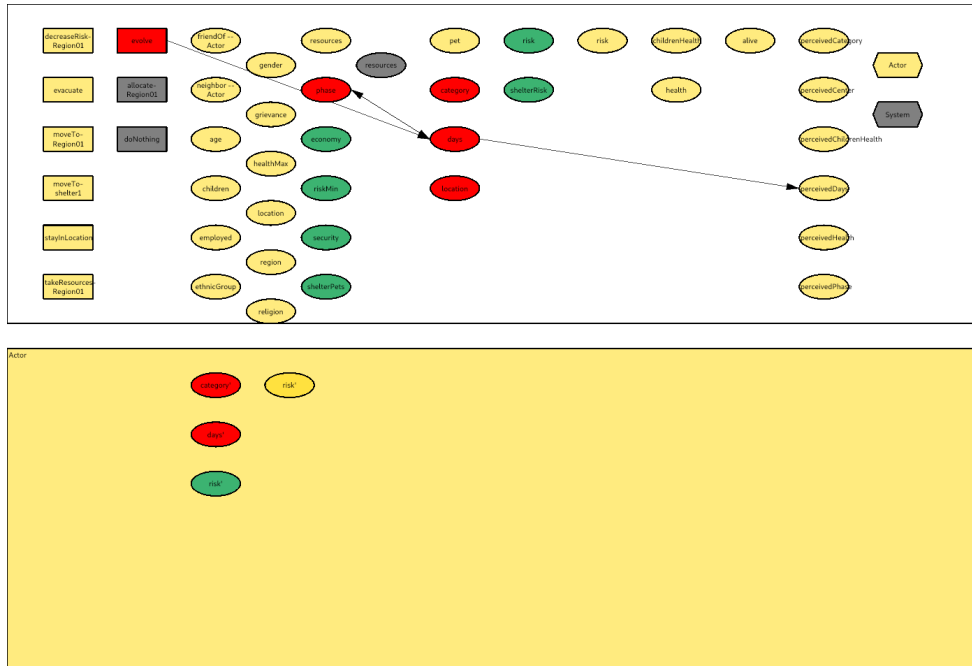 decreaseRisk-
Region01
evolve
friendOf --
Actor
resources
pet
risk
risk
childrenHealth
alive
perceivedCategory
gender
resources
Actor
evacuate
allocate-
Region01
neighbor --
Actor
phase
category
shelterRisk
health
perceivedCenter
grievance
System
moveTo-
Region01
doNothing
age
economy
days
perceivedChildrenHealth
healthMax
moveTo-
shelter1
children
riskMin
location
perceivedDays
location
stayInLocation
employed
security
perceivedHealth
region
takeResources-
Region01
ethnicGroup
shelterPets
perceivedPhase
religion
Actor
category'
risk'
days'
risk'